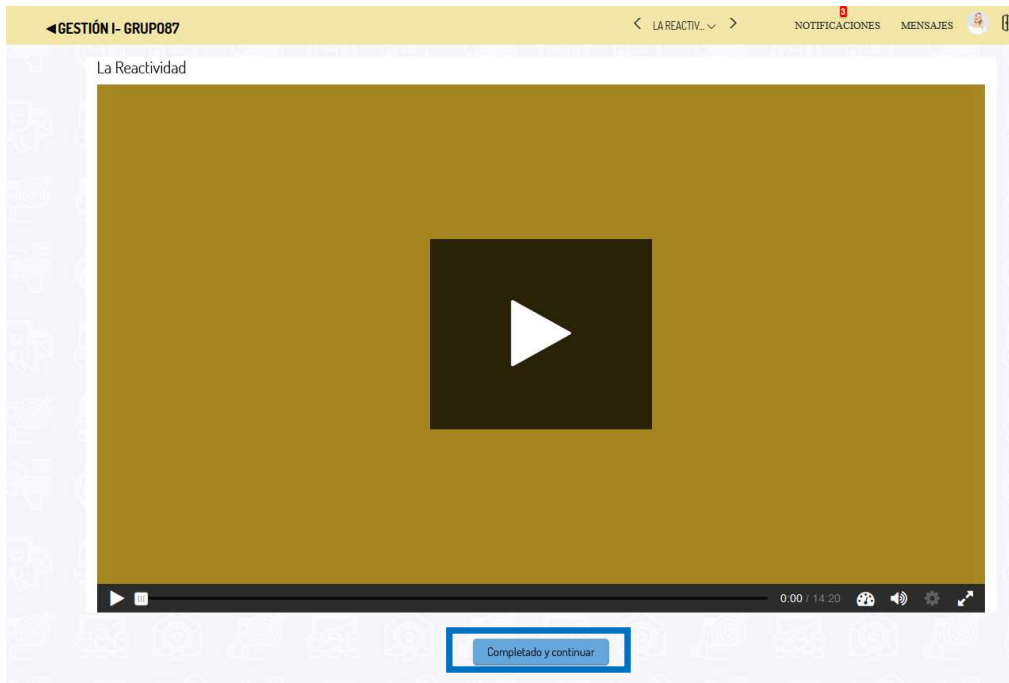 ◄GESTIÓN I- GRUPO87
LA REACTIV...
3
NOTIFICACIONES
MENSAJES
La Reactividad
0:00 / 14:20
Completado y continuar